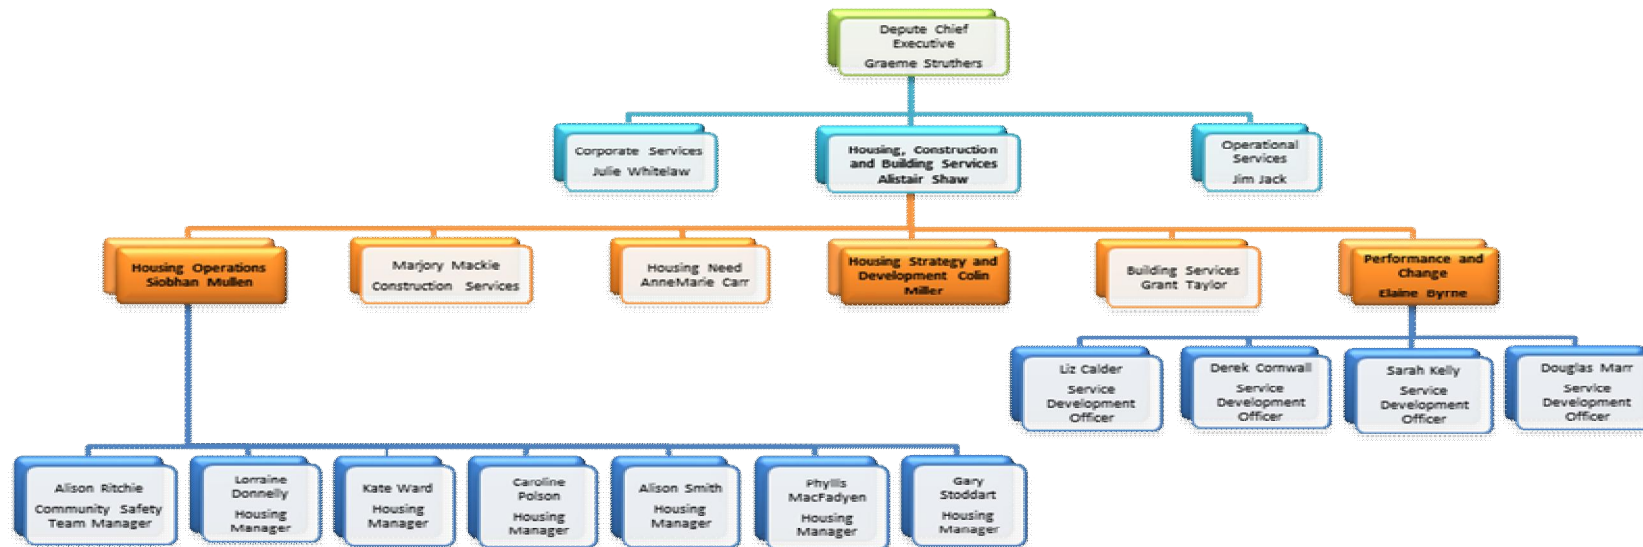 Depute Chief
Executive
Graeme Struthers
Corporate Services
Julie Whitelaw
Housing, Construction
and Building Services
Alistair Shaw
Operational
Services
Jim Jack
Housing Operations
Siobhan Mullen
Marjory Mackie
Construction Services
Housing Need
AnneMarie Carr
Housing Strategy and
Development Colin
Miller
Building Services
Grant Taylor
Performance and
Change
Elaine Byrne
Liz Calder
Service
Development
Officer
Derek Cornwall
Service
Development
Officer
Sarah Kelly
Service
Development
Officer
Douglas Marr
Service
Development
Officer
Alison Ritchie
Community Safety
Team Manager
Lorraine
Donnelly
Housing
Manager
Kate Ward
Housing
Manager
Caroline
Polson
Housing
Manager
Alison Smith
Housing
Manager
Phyllis
MacFadyen
Housing
Manager
Gary
Stoddart
Housing
Manager